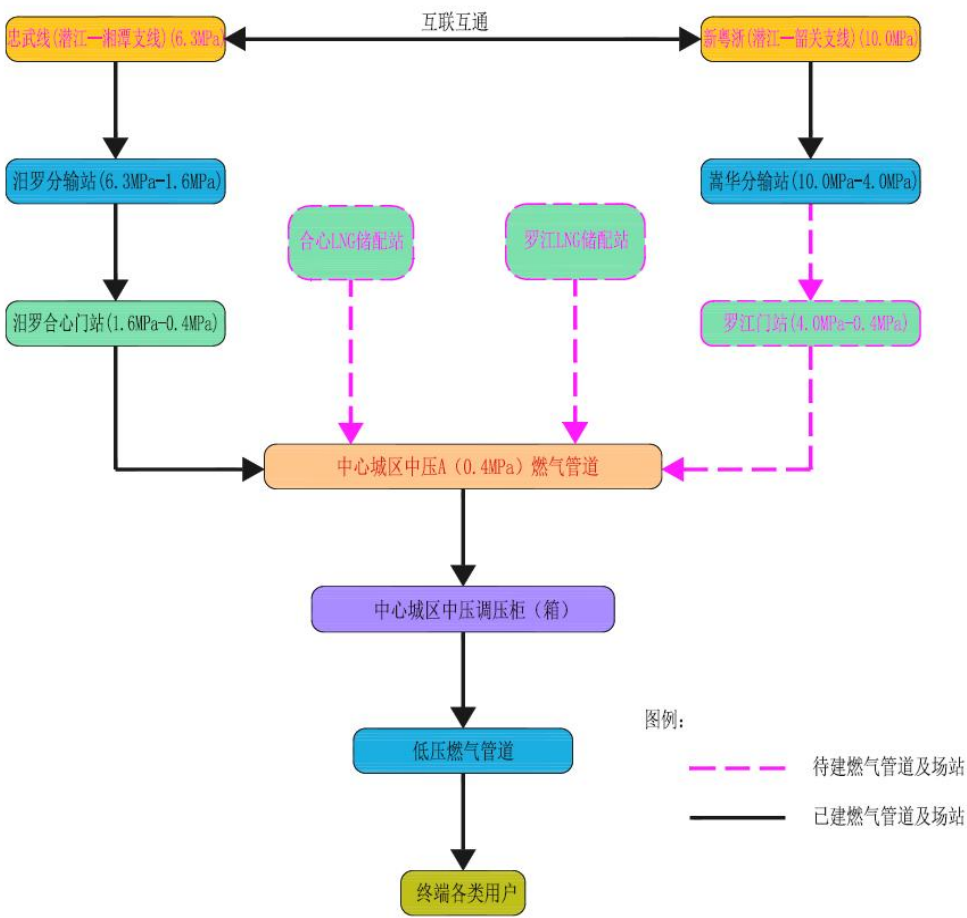 互联互通
忠武线(潜江一湘潭支线)(6.3MPa)
新粤浙(潜江一韶关支线)(10.0MPa)
汨罗分输站(6.3MPa-1.6MPa)
嵩华分输站(10.0MPa-4.0MPa)
合心LNG储配站
罗江LNG储配站
汨罗合心门站(1.6MPa-0.4MPa)
罗江门站(4.0MPa-0.4MPa)
中心城区中压A（0.4MPa）燃气管道
中心城区中压调压柜（箱）
图例：
低压燃气管道
待建燃气管道及场站
已建燃气管道及场站
终端各类用户